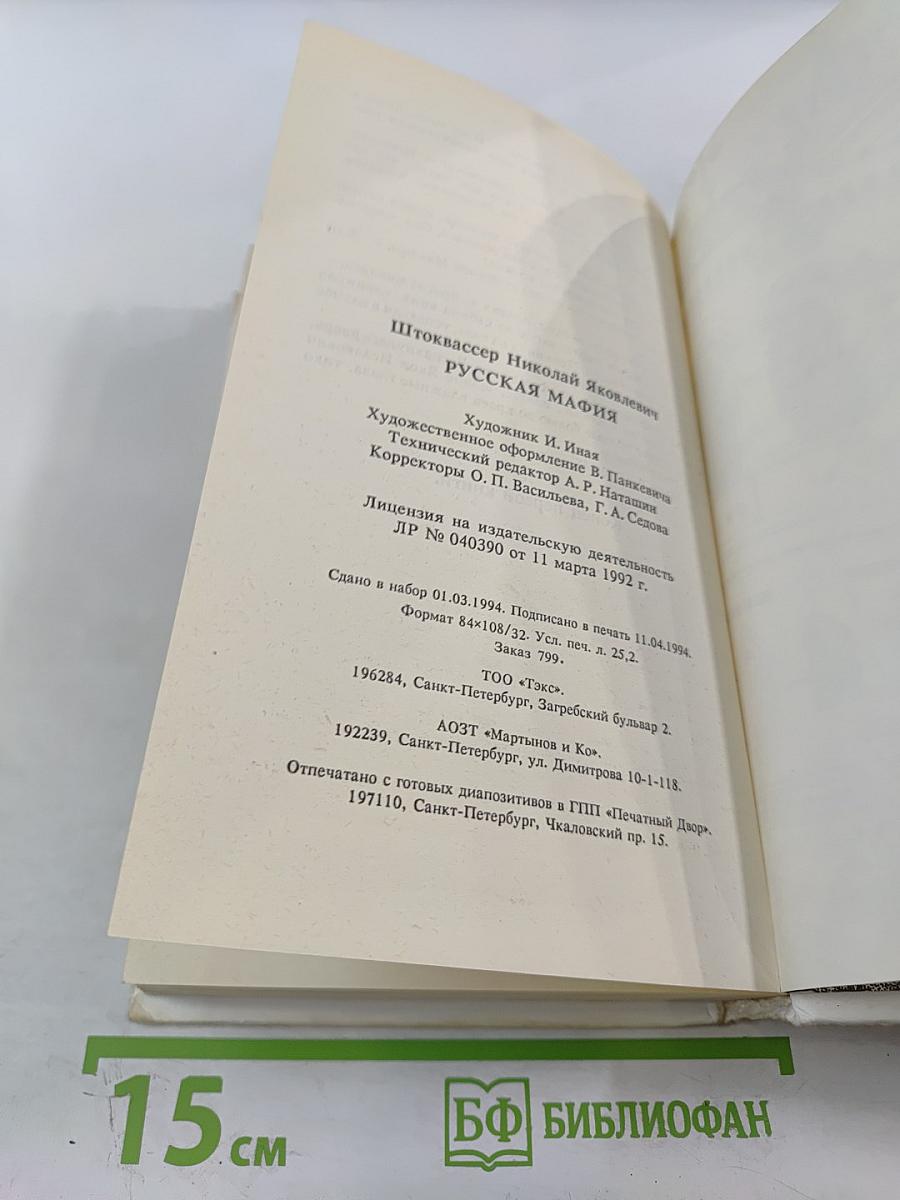 Штоквассер Николай Яковлевич
РУССКАЯ МАФИЯ
Художник И. Иная
Художественное оформление В. Панкевича
Технический редактор А. Р. Наташин
Корректоры О. П. Васильева, Г. А. Седова
Лицензия на издательскую деятельность
ЛР № 040390 от 11 марта 1992 г.
Сдано в набор 01.03.1994. Подписано в печать 11.04.1994.
Формат 84×108/32. Усл. печ. л. 25,2.
Заказ 799.
ТОО «Тэкс».
196284, Санкт-Петербург, Загребский бульвар 2.
АОЗТ «Мартынов и Ко».
192239, Санкт-Петербург, ул. Димитрова 10-1-118.
Отпечатано с готовых диапозитивов в ГПП «Печатный Двор».
197110, Санкт-Петербург, Чкаловский пр. 15.
15 см
БФ БИБЛИОФАН